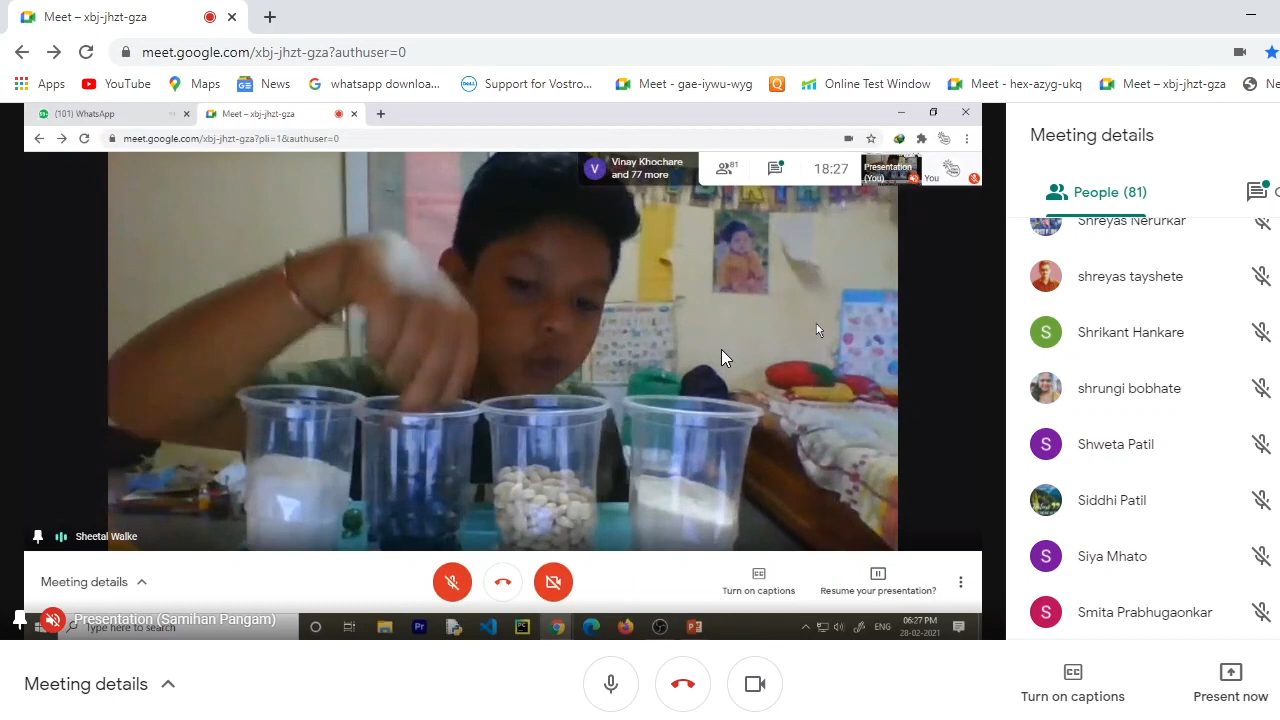 Meet – xbj-jhzt-gza
meet.google.com/xbj-jhzt-gza?authuser=0
Apps
YouTube
Maps
News
whatsapp downloa...
Support for Vostro...
Meet - gae-iywu-wyg
Online Test Window
Meet - hex-azyg-ukq
Meet – xbj-jhzt-gza
Ne
(101) WhatsApp
Meet – xbj-jhzt-gza
meet.google.com/xbj-jhzt-gza?pli=1&authuser=0
V
Vinay Khochare
and 77 more
81
18:27
Presentation
(You)
You
Sheetal Walke
Meeting details
Turn on captions
Resume your presentation?
Presentation (Samihan Pangam)
Type here to search
ENG
06:27 PM
28-02-2021
Meeting details
People (81)
C
Shreyas Nerurkar
shreyas tayshete
S
Shrikant Hankare
shrungi bobhate
S
Shweta Patil
Siddhi Patil
S
Siya Mhato
S
Smita Prabhugaonkar
Meeting details
Turn on captions
Present now